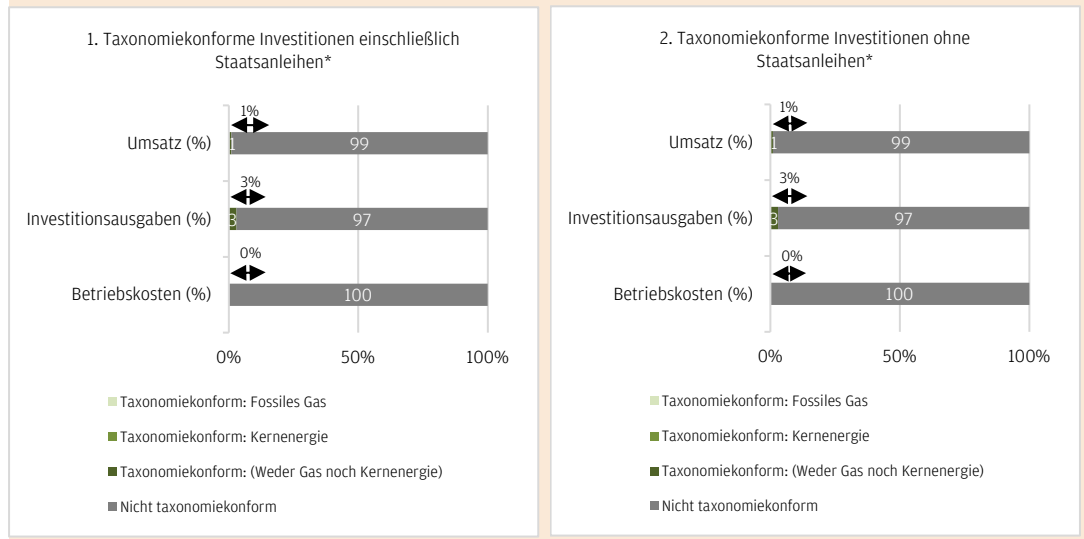 1. Taxonomiekonforme Investitionen einschließlich
Staatsanleihen*
1%
Umsatz (%)
1
99
3%
Investitionsausgaben (%)
3
97
0%
Betriebskosten (%)
100
0%
50%
100%
Taxonomiekonform: Fossiles Gas
Taxonomiekonform: Kernenergie
Taxonomiekonform: (Weder Gas noch Kernenergie)
Nicht taxonomiekonform
2. Taxonomiekonforme Investitionen ohne
Staatsanleihen*
1%
Umsatz (%)
1
99
3%
Investitionsausgaben (%)
3
97
0%
Betriebskosten (%)
100
0%
50%
100%
Taxonomiekonform: Fossiles Gas
Taxonomiekonform: Kernenergie
Taxonomiekonform: (Weder Gas noch Kernenergie)
Nicht taxonomiekonform